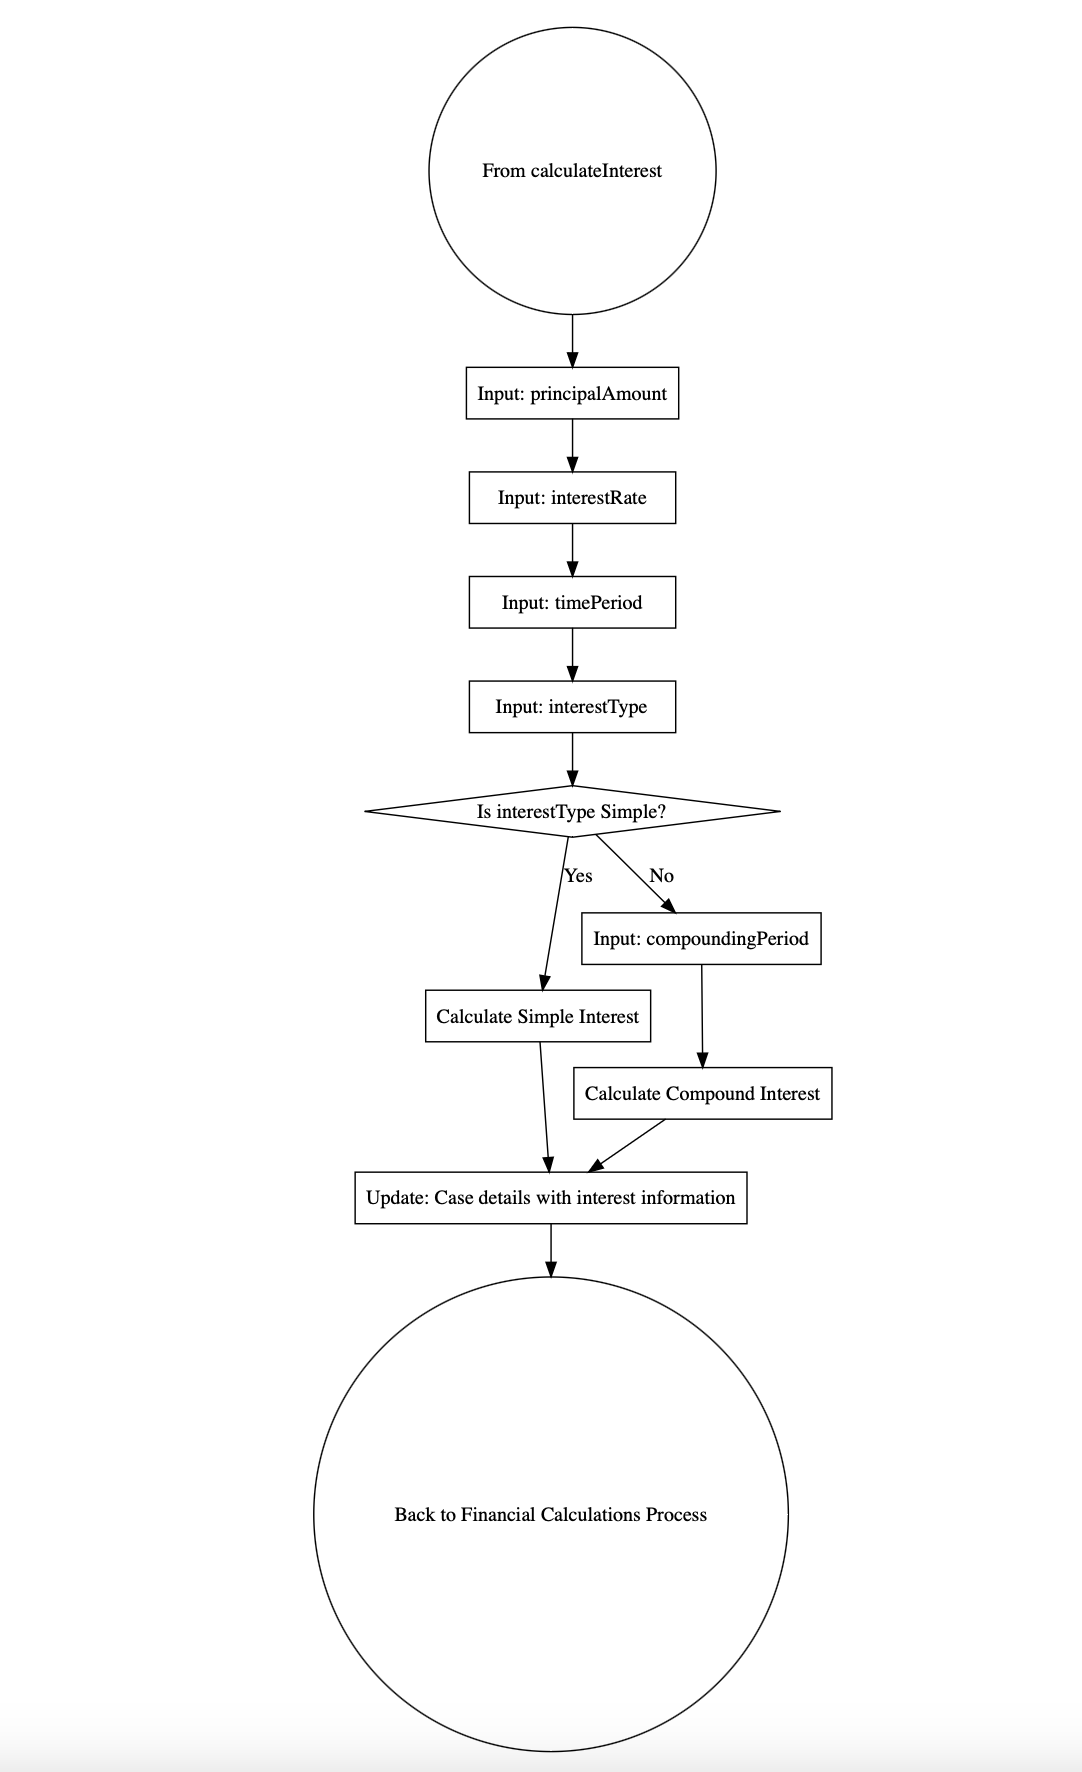 From calculateInterest
Input: principalAmount
Input: interestRate
Input: timePeriod
Input: interestType
Is interestType Simple?
Yes
No
Input: compoundingPeriod
Calculate Simple Interest
Calculate Compound Interest
Update: Case details with interest information
Back to Financial Calculations Process